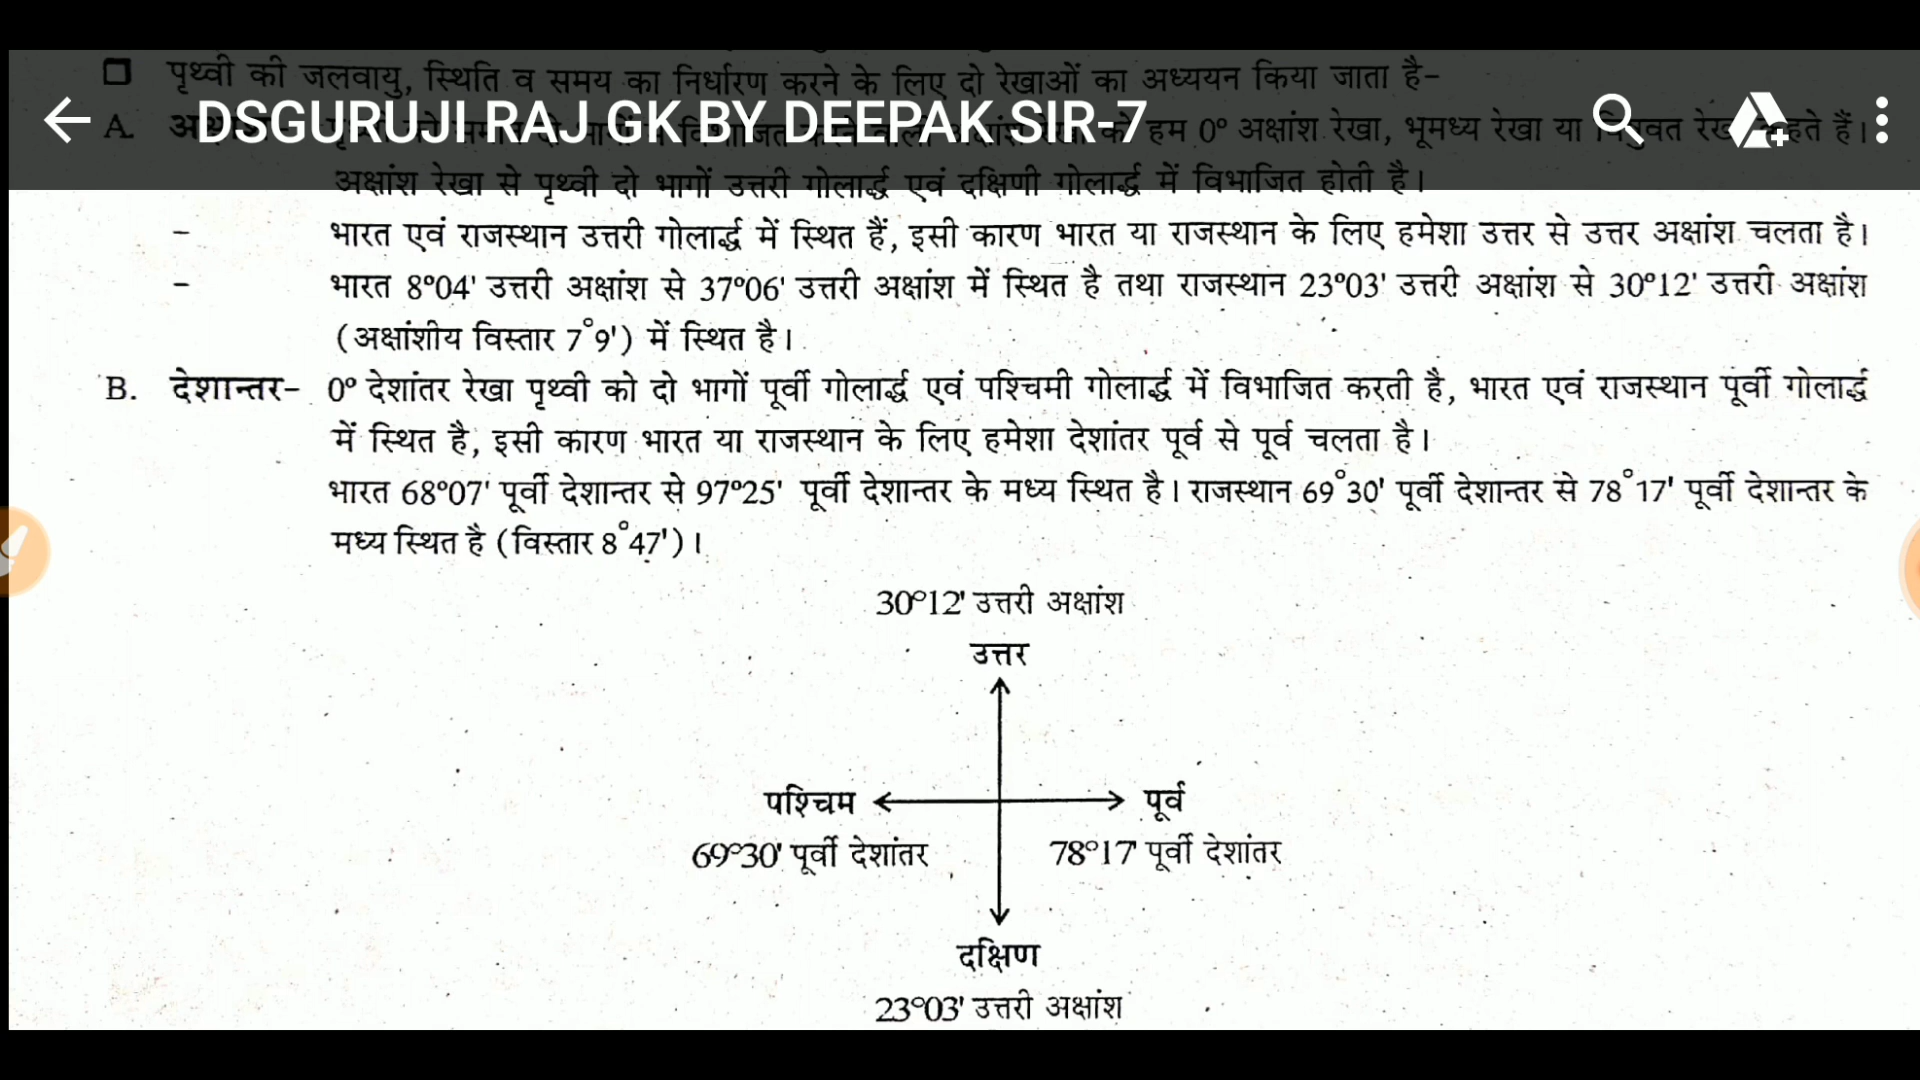 पृथ्वी की जलवायु, स्थिति व समय का निर्धारण करने के लिए दो रेखाओं का अध्ययन किया जाता है–
DSGURUJI RAJ GK BY DEEPAK SIR-7
A. को हम 0° अक्षांश रेखा, भूमध्य रेखा या कहते हैं।
अक्षांश रेखा से पृथ्वी दो भागों उत्तरी गोलार्द्ध एवं दक्षिणी गोलार्द्ध में विभाजित होती है।
– भारत एवं राजस्थान उत्तरी गोलार्द्ध में स्थित हैं, इसी कारण भारत या राजस्थान के लिए हमेशा उत्तर से उत्तर अक्षांश चलता है।
– भारत 8°04' उत्तरी अक्षांश से 37°06' उत्तरी अक्षांश में स्थित है तथा राजस्थान 23°03' उत्तरी अक्षांश से 30°12' उत्तरी अक्षांश
(अक्षांशीय विस्तार 7°9') में स्थित है।
B. देशान्तर– 0° देशांतर रेखा पृथ्वी को दो भागों पूर्वी गोलार्द्ध एवं पश्चिमी गोलार्द्ध में विभाजित करती है, भारत एवं राजस्थान पूर्वी गोलार्द्ध
में स्थित है, इसी कारण भारत या राजस्थान के लिए हमेशा देशांतर पूर्व से पूर्व चलता है।
भारत 68°07' पूर्वी देशान्तर से 97°25' पूर्वी देशान्तर के मध्य स्थित है। राजस्थान 69°30' पूर्वी देशान्तर से 78°17' पूर्वी देशान्तर के
मध्य स्थित है (विस्तार 8°47')।
30°12' उत्तरी अक्षांश
उत्तर
पश्चिम पूर्व
69°30' पूर्वी देशांतर 78°17' पूर्वी देशांतर
दक्षिण
23°03' उत्तरी अक्षांश